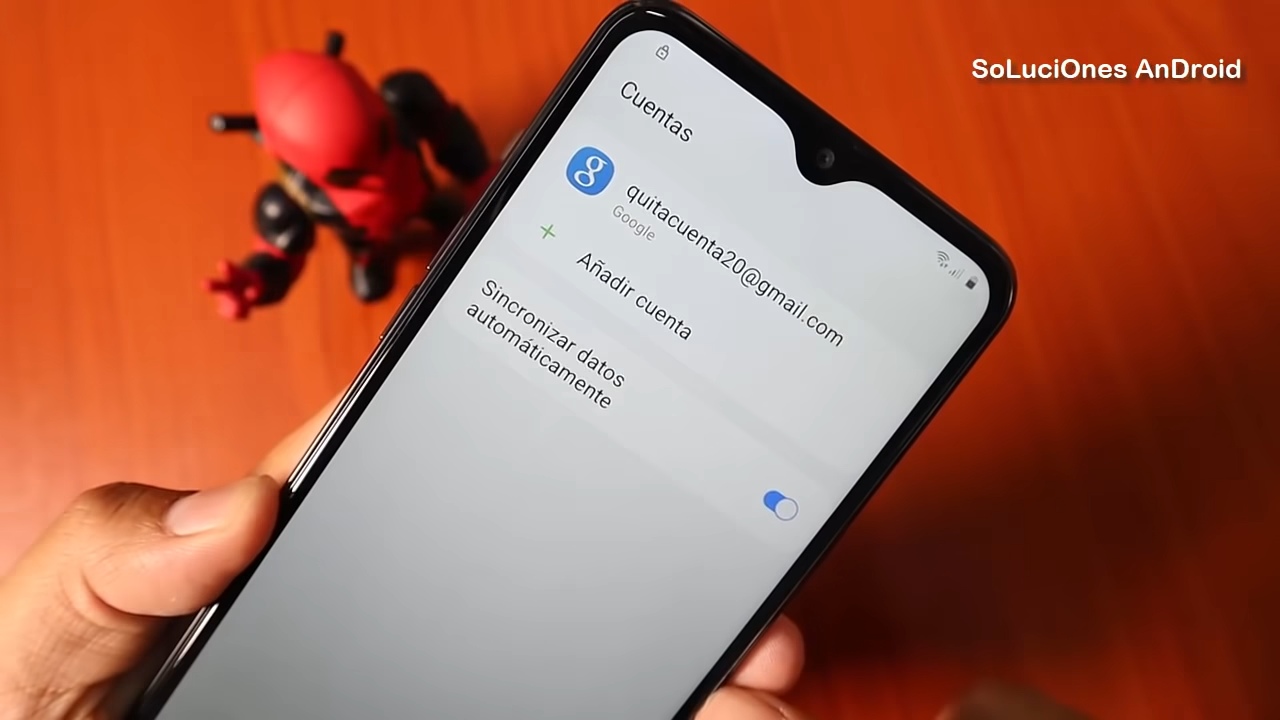 SoLuciOnes AnDroid
Cuentas
g
quitacuenta20@gmail.com
Google
Añadir cuenta
Sincronizar datos
automáticamente